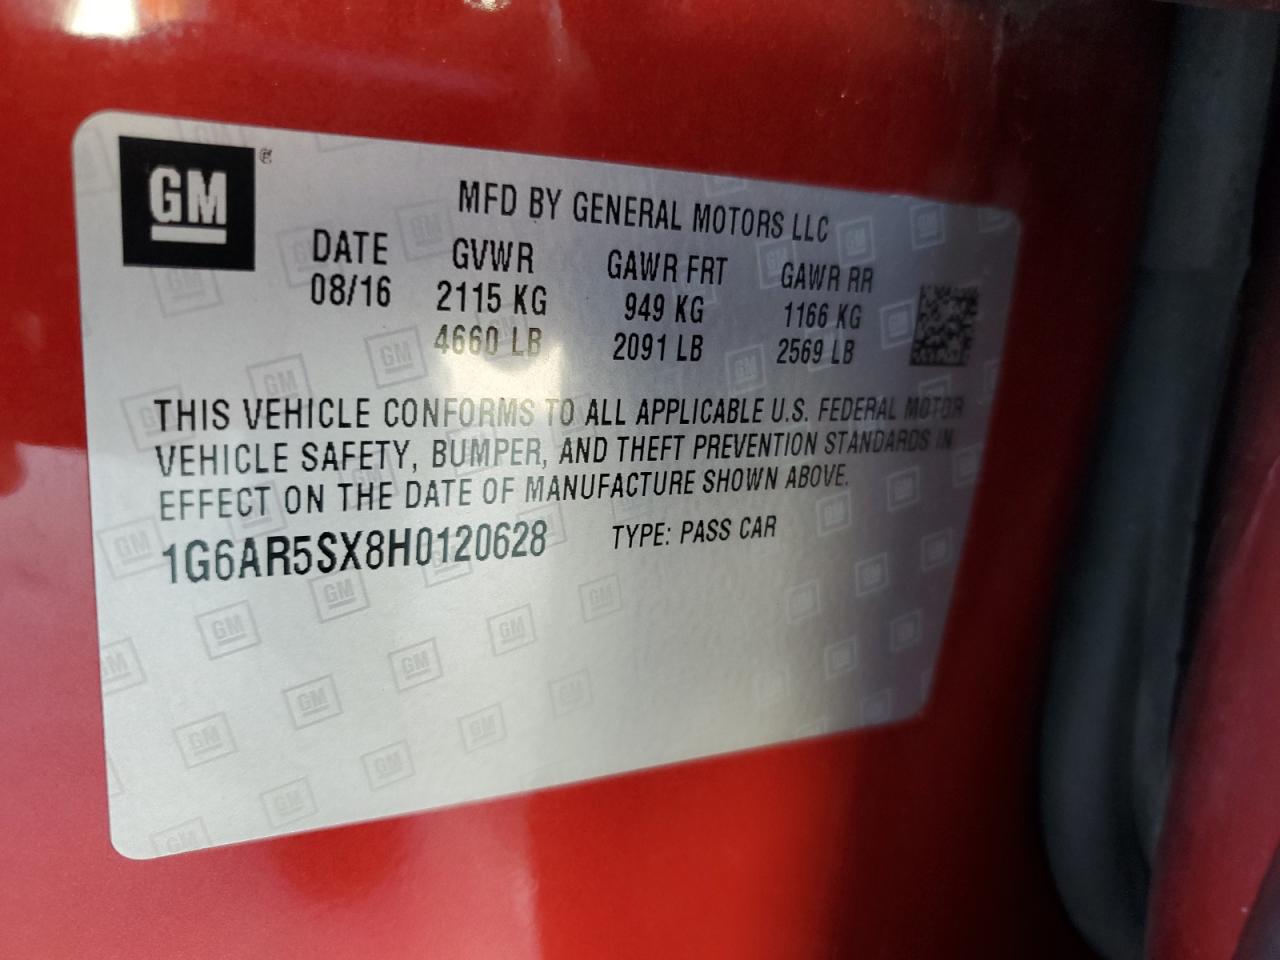 GM®
MFD BY GENERAL MOTORS LLC
DATE GVWR GAWR FRT GAWR RR
08/16 2115 KG 949 KG 1166 KG
4660 LB 2091 LB 2569 LB
THIS VEHICLE CONFORMS TO ALL APPLICABLE U.S. FEDERAL MOTOR
VEHICLE SAFETY, BUMPER, AND THEFT PREVENTION STANDARDS IN
EFFECT ON THE DATE OF MANUFACTURE SHOWN ABOVE.
1G6AR5SX8H0120628 TYPE: PASS CAR